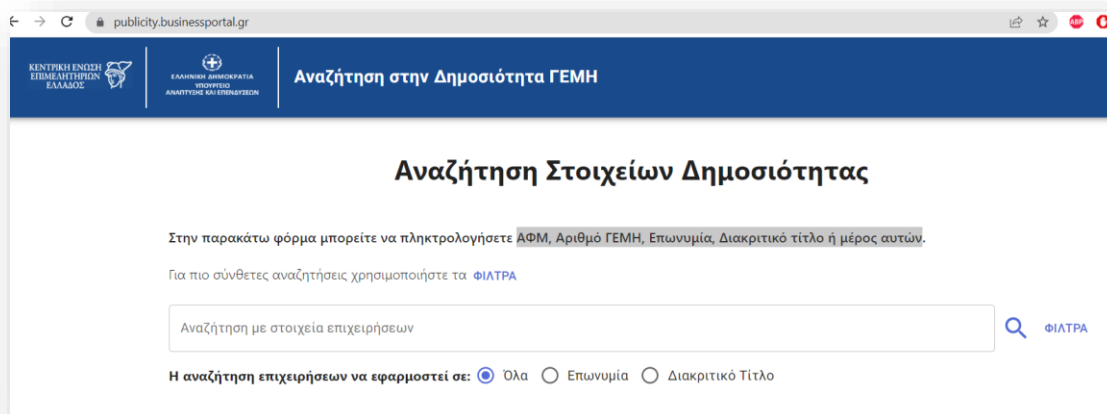 publicity.businessportal.gr
ABP
ΚΕΝΤΡΙΚΗ ΕΝΩΣΗ
ΕΠΙΜΕΛΗΤΗΡΙΩΝ
ΕΛΛΑΔΟΣ
ΕΛΛΗΝΙΚΗ ΔΗΜΟΚΡΑΤΙΑ
ΥΠΟΥΡΓΕΙΟ
ΑΝΑΠΤΥΞΗΣ ΚΑΙ ΕΠΕΝΔΥΣΕΩΝ
Αναζήτηση στην Δημοσιότητα ΓΕΜΗ
Αναζήτηση Στοιχείων Δημοσιότητας
Στην παρακάτω φόρμα μπορείτε να πληκτρολογήσετε ΑΦΜ, Αριθμό ΓΕΜΗ, Επωνυμία, Διακριτικό τίτλο ή μέρος αυτών.
Για πιο σύνθετες αναζητήσεις χρησιμοποιήστε τα ΦΙΛΤΡΑ
Αναζήτηση με στοιχεία επιχειρήσεων
ΦΙΛΤΡΑ
Η αναζήτηση επιχειρήσεων να εφαρμοστεί σε: Όλα Επωνυμία Διακριτικό Τίτλο